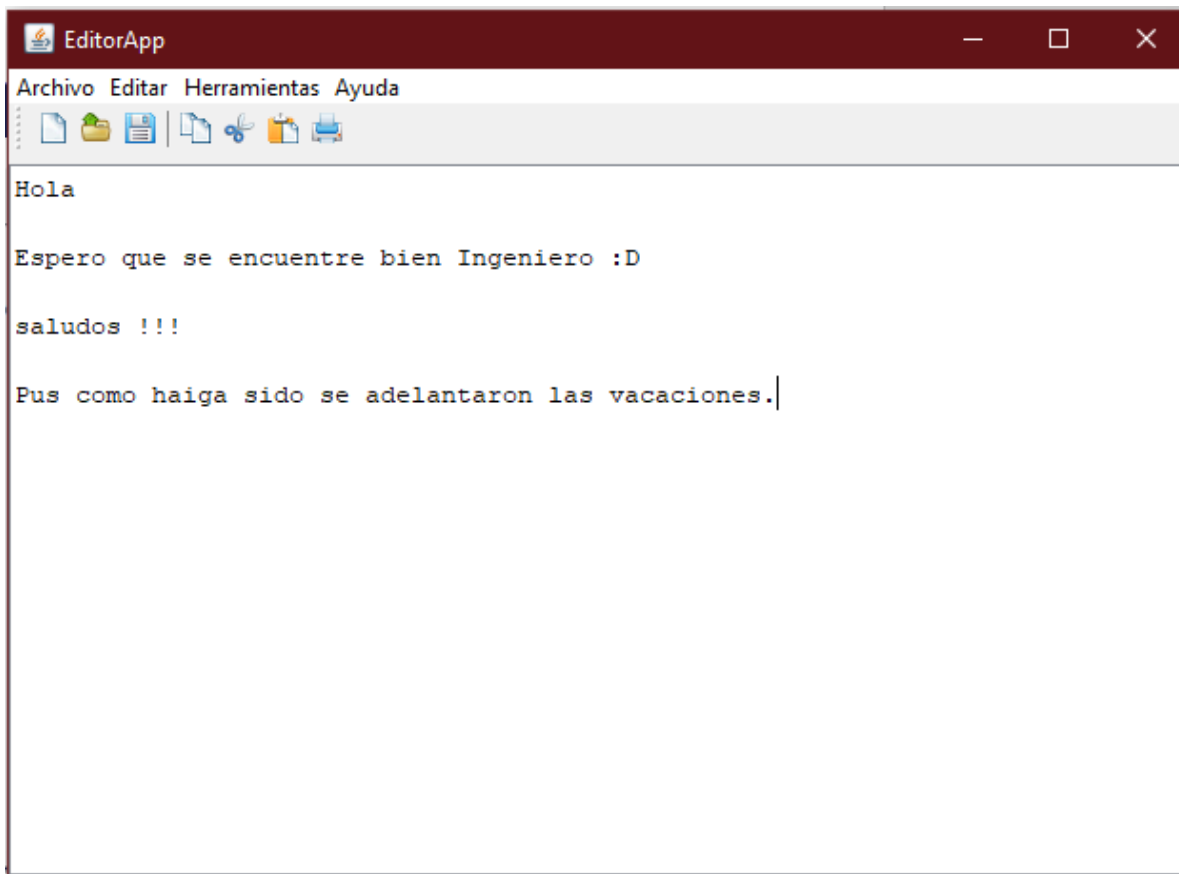 EditorApp
Archivo Editar Herramientas Ayuda
Hola
Espero que se encuentre bien Ingeniero :D
saludos !!!
Pus como haiga sido se adelantaron las vacaciones.